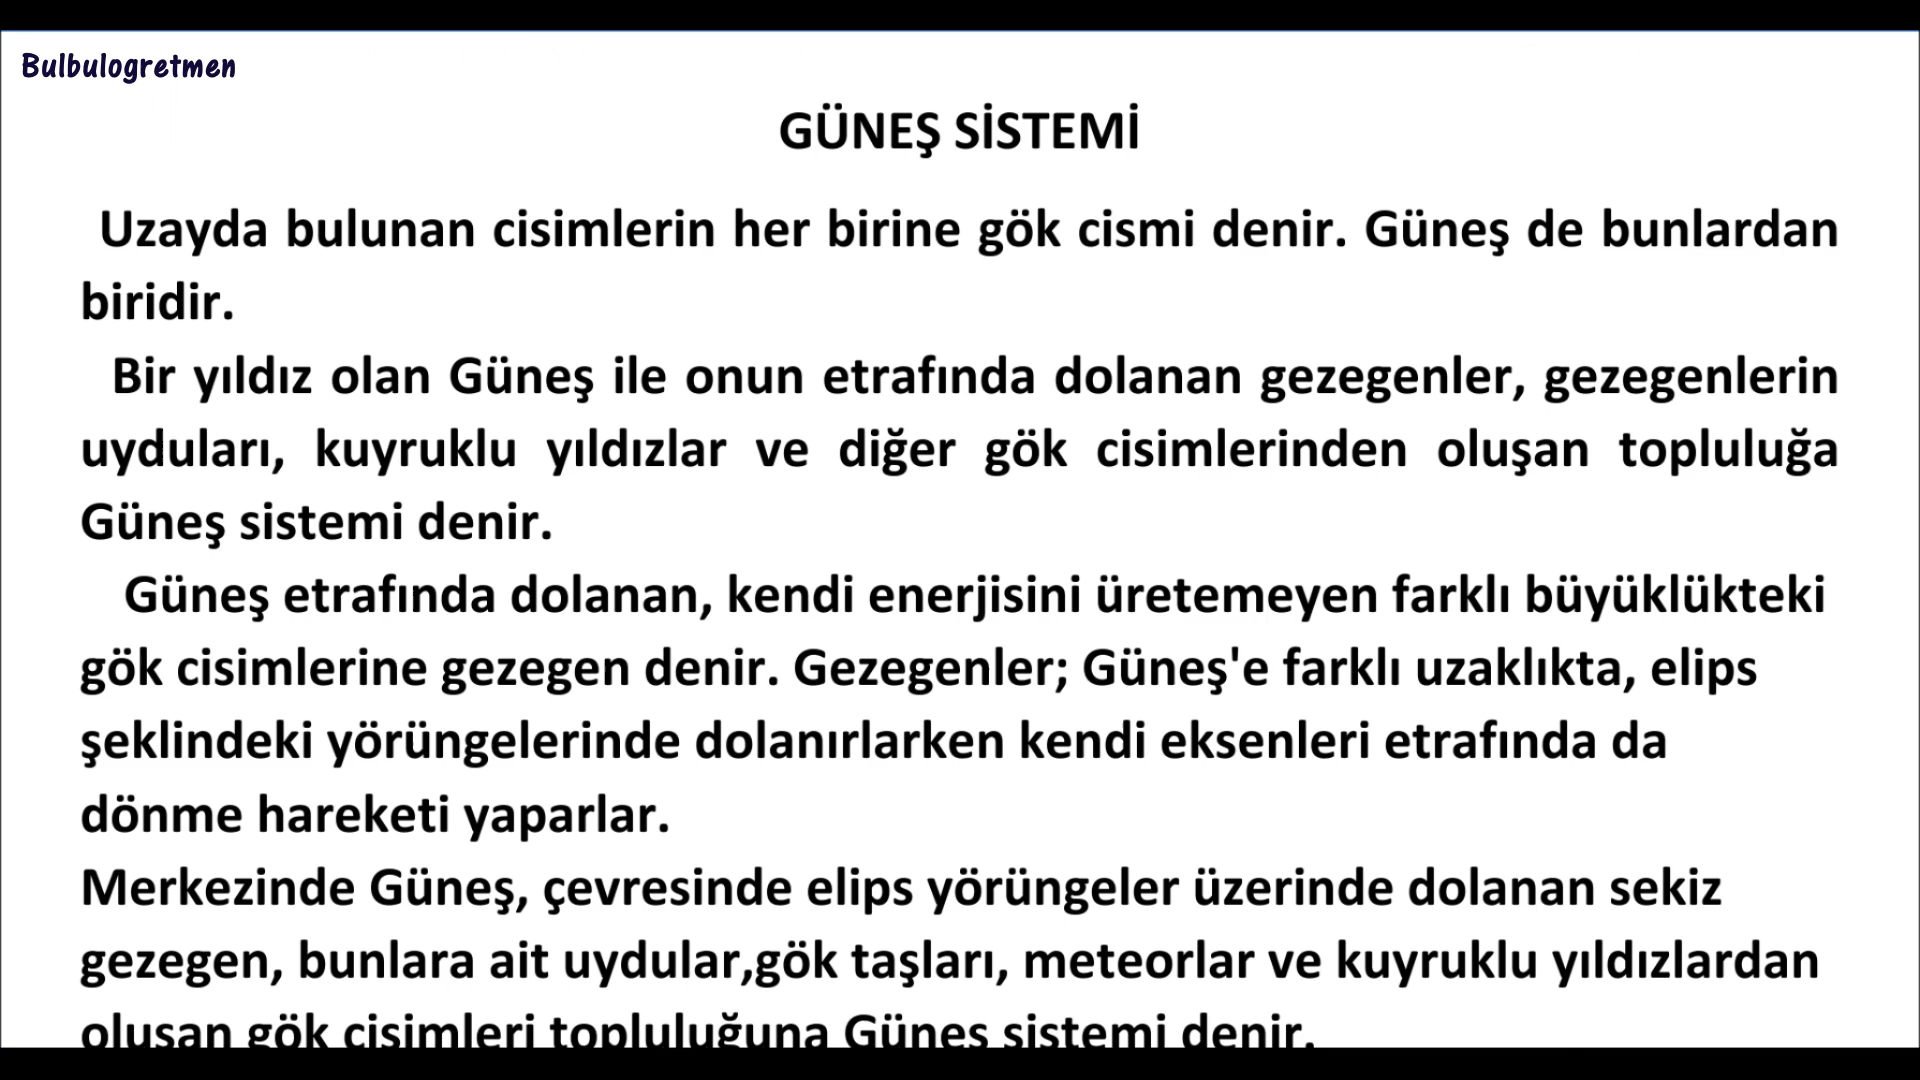 Bulbulogretmen
GÜNEŞ SİSTEMİ
Uzayda bulunan cisimlerin her birine gök cismi denir. Güneş de bunlardan
biridir.
Bir yıldız olan Güneş ile onun etrafında dolanan gezegenler, gezegenlerin
uyduları, kuyruklu yıldızlar ve diğer gök cisimlerinden oluşan topluluğa
Güneş sistemi denir.
Güneş etrafında dolanan, kendi enerjisini üretemeyen farklı büyüklükteki
gök cisimlerine gezegen denir. Gezegenler; Güneş'e farklı uzaklıkta, elips
şeklindeki yörüngelerinde dolanırlarken kendi eksenleri etrafında da
dönme hareketi yaparlar.
Merkezinde Güneş, çevresinde elips yörüngeler üzerinde dolanan sekiz
gezegen, bunlara ait uydular,gök taşları, meteorlar ve kuyruklu yıldızlardan
oluşan gök cisimleri topluluğuna Güneş sistemi denir.